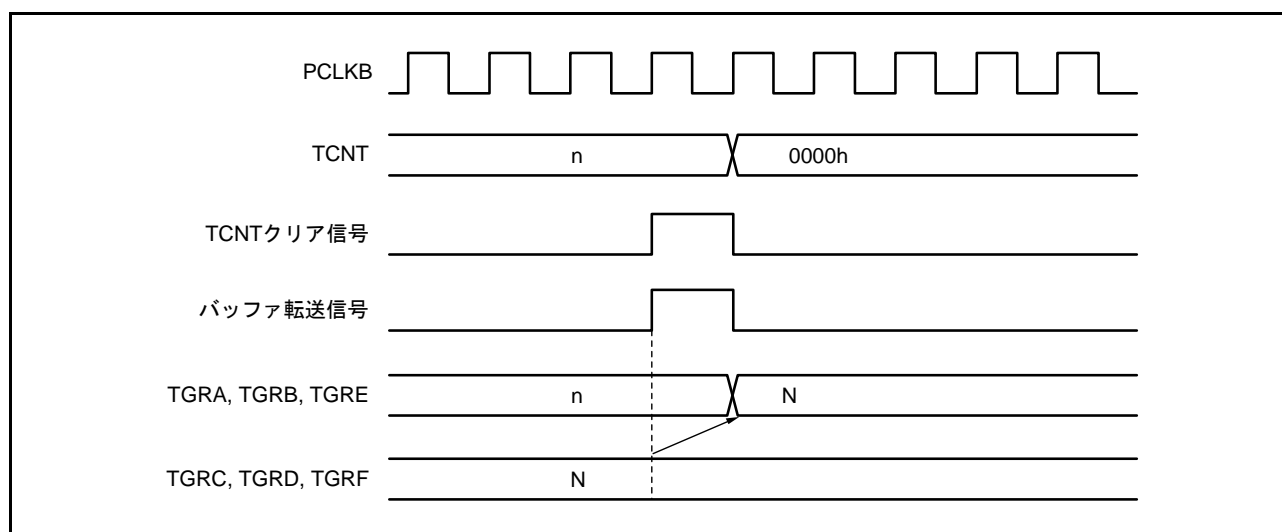 PCLKB
TCNT
n
0000h
TCNTクリア信号
バッファ転送信号
TGRA, TGRB, TGRE
n
N
TGRC, TGRD, TGRF
N